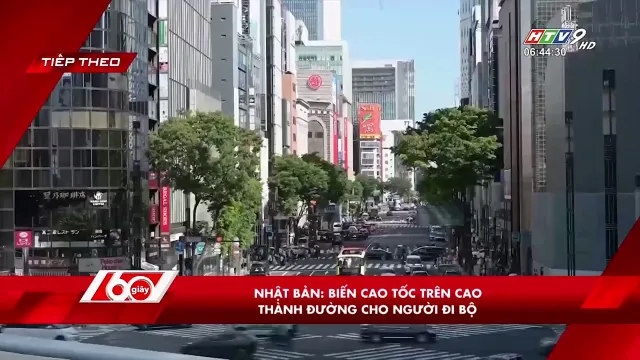 TIẾP THEO
HTV9 HD
06:44:30
60 giây
NHẬT BẢN: BIẾN CAO TỐC TRÊN CAO
THÀNH ĐƯỜNG CHO NGƯỜI ĐI BỘ